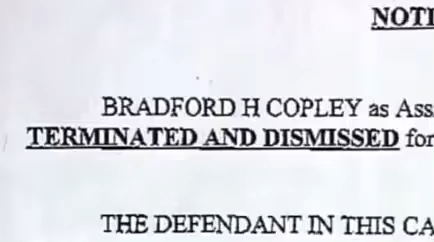 NOTI
BRADFORD H COPLEY as Ass
TERMINATED AND DISMISSED for
THE DEFENDANT IN THIS CA